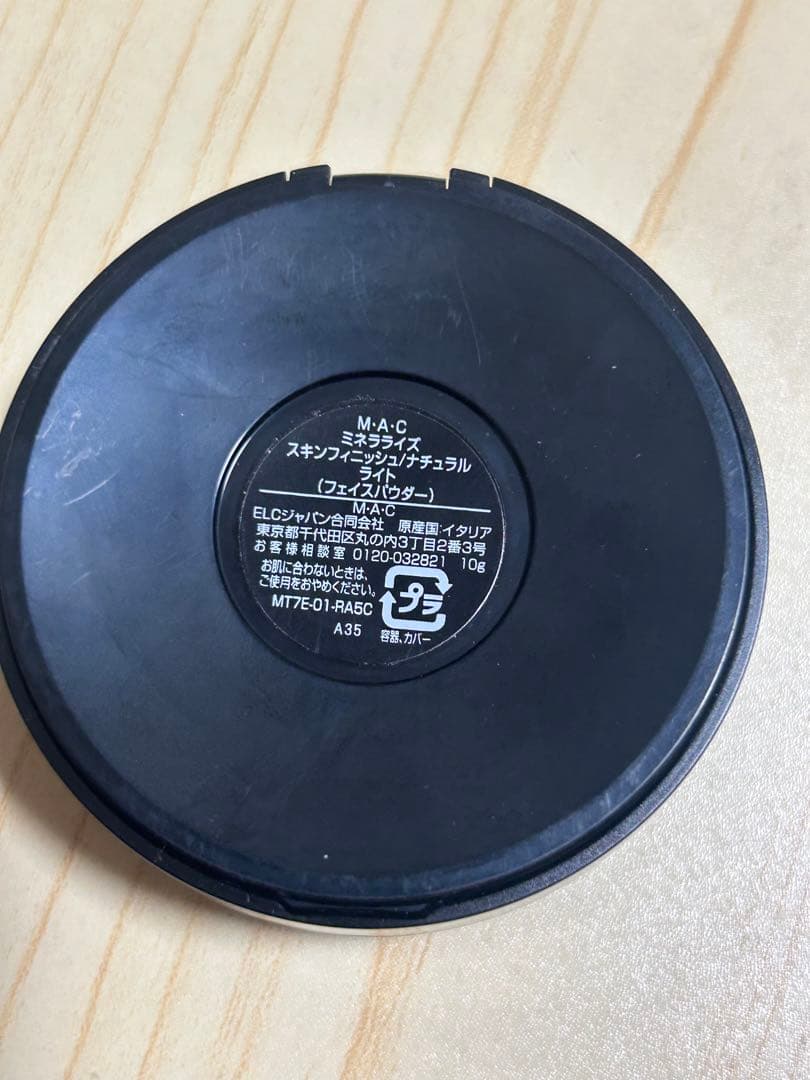 M・A・C
ミネラライズ
スキンフィニッシュ/ナチュラル
ライト
(フェイスパウダー)
M・A・C
ELCジャパン合同会社 原産国:イタリア
東京都千代田区丸の内3丁目2番3号
お客様相談室 0120-032821 10g
お肌に合わないときは、
ご使用をおやめください。
MT7E-01-RA5C
A35
プラ
容器、カバー